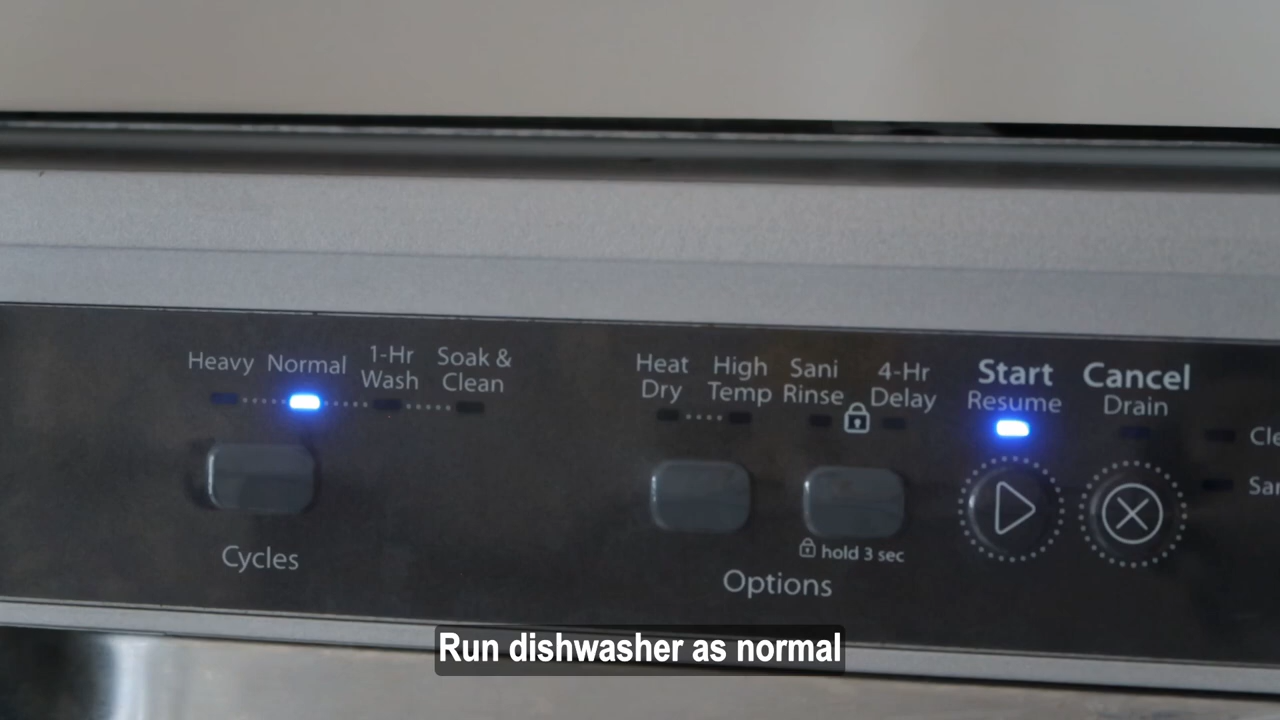 Heavy Normal 1-Hr Wash Soak & Clean
Heat Dry High Temp Sani Rinse 4-Hr Delay
Start Resume
Cancel Drain
hold 3 sec
Cycles
Options
Run dishwasher as normal